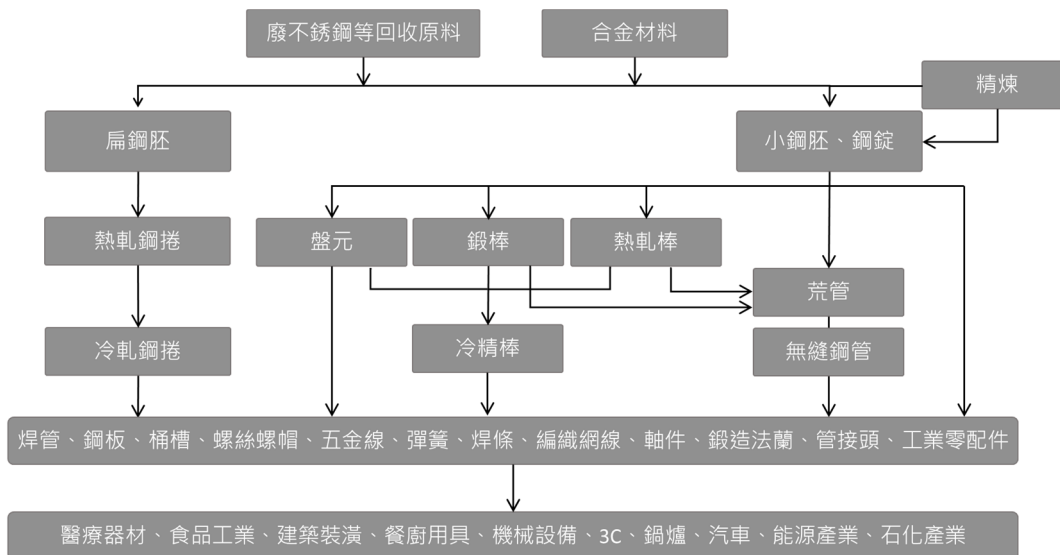 廢不銹鋼等回收原料
合金材料
精煉
扁鋼胚
小鋼胚、鋼錠
熱軋鋼捲
盤元
鍛棒
熱軋棒
荒管
冷軋鋼捲
冷精棒
無縫鋼管
焊管、鋼板、桶槽、螺絲螺帽、五金線、彈簧、焊條、編織網線、軸件、鍛造法蘭、管接頭、工業零配件
醫療器材、食品工業、建築裝潢、餐廚用具、機械設備、3C、鍋爐、汽車、能源產業、石化產業